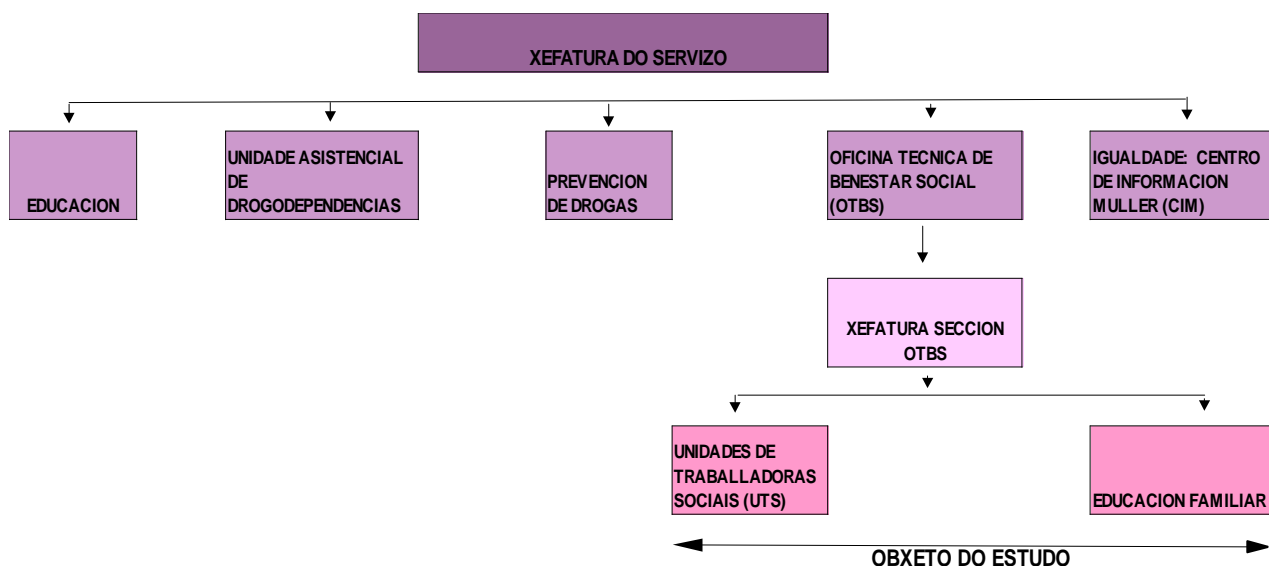 XEFATURA DO SERVIZO
EDUCACION
UNIDADE ASISTENCIAL
DE
DROGODEPENDENCIAS
PREVENCION
DE DROGAS
OFICINA TECNICA DE
BENESTAR SOCIAL
(OTBS)
IGUALDADE: CENTRO
DE INFORMACION
MULLER (CIM)
XEFATURA SECCION
OTBS
UNIDADES DE
TRABALLADORAS
SOCIAIS (UTS)
EDUCACION FAMILIAR
OBXETO DO ESTUDO